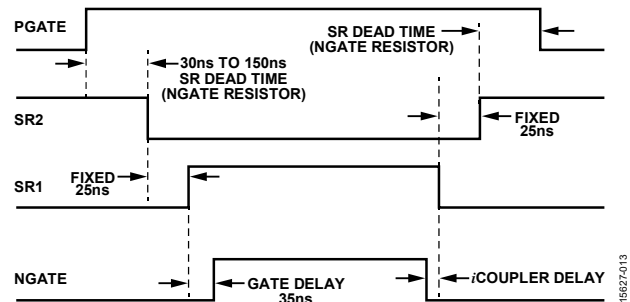 PGATE
SR DEAD TIME
(NGATE RESISTOR)
30ns TO 150ns
SR DEAD TIME
(NGATE RESISTOR)
SR2
FIXED
25ns
SR1
FIXED
25ns
NGATE
GATE DELAY
35ns
iCOUPLER DELAY
15627-013